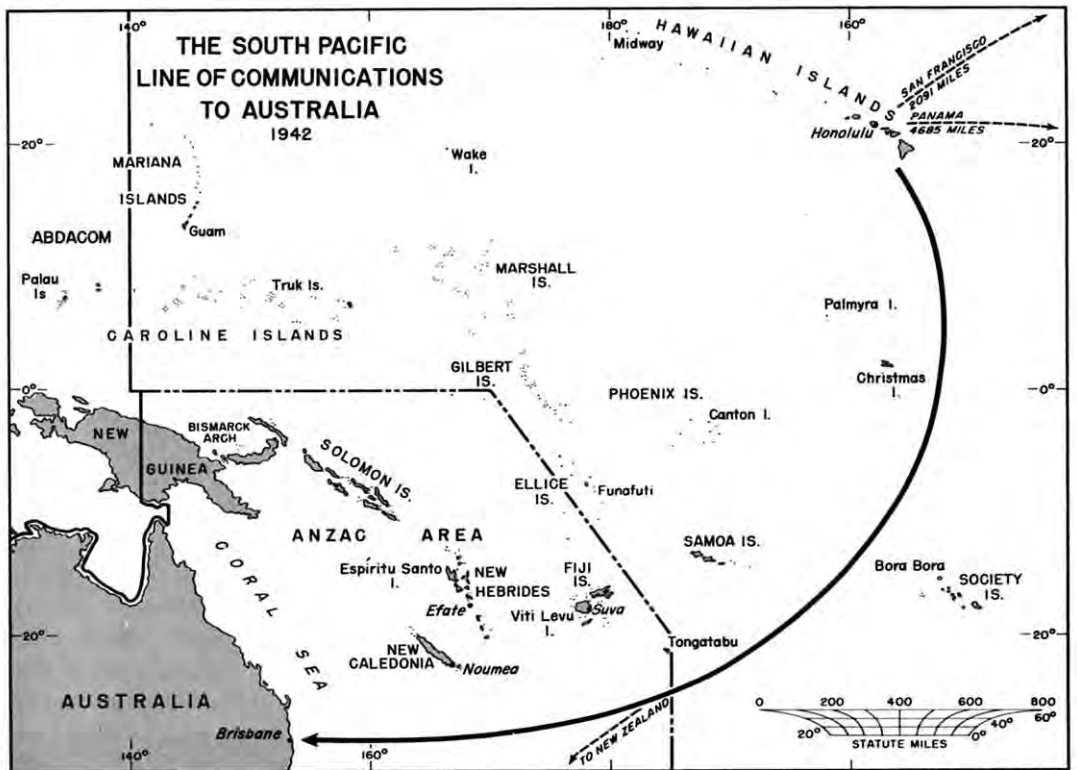 140°
180°
160°
THE SOUTH PACIFIC
LINE OF COMMUNICATIONS
TO AUSTRALIA
1942
Midway
HAWAIIAN ISLANDS
SAN FRANCISCO
2091 MILES
PANAMA
4685 MILES
Honolulu
20°
20°
MARIANA
ISLANDS
Wake
I.
Guam
ABDACOM
Palau
Is
Truk Is.
MARSHALL
IS.
Palmyra I.
CAROLINE ISLANDS
GILBERT
IS.
Christmas
I.
0°
0°
PHOENIX IS.
Canton I.
NEW
GUINEA
BISMARCK
ARCH
SOLOMON IS.
ELLICE
IS.
Funafuti
ANZAC AREA
SAMOA IS.
CORAL SEA
Espiritu Santo
I.
NEW
HEBRIDES
Efate
FIJI
IS.
Viti Levu
I.
Suva
Bora Bora
SOCIETY
IS.
20°
20°
Tongatabu
NEW
CALEDONIA
Noumea
AUSTRALIA
Brisbane
TO NEW ZEALAND
0 200 400 600 800
20° 0° 40° 60°
STATUTE MILES
140°
160°